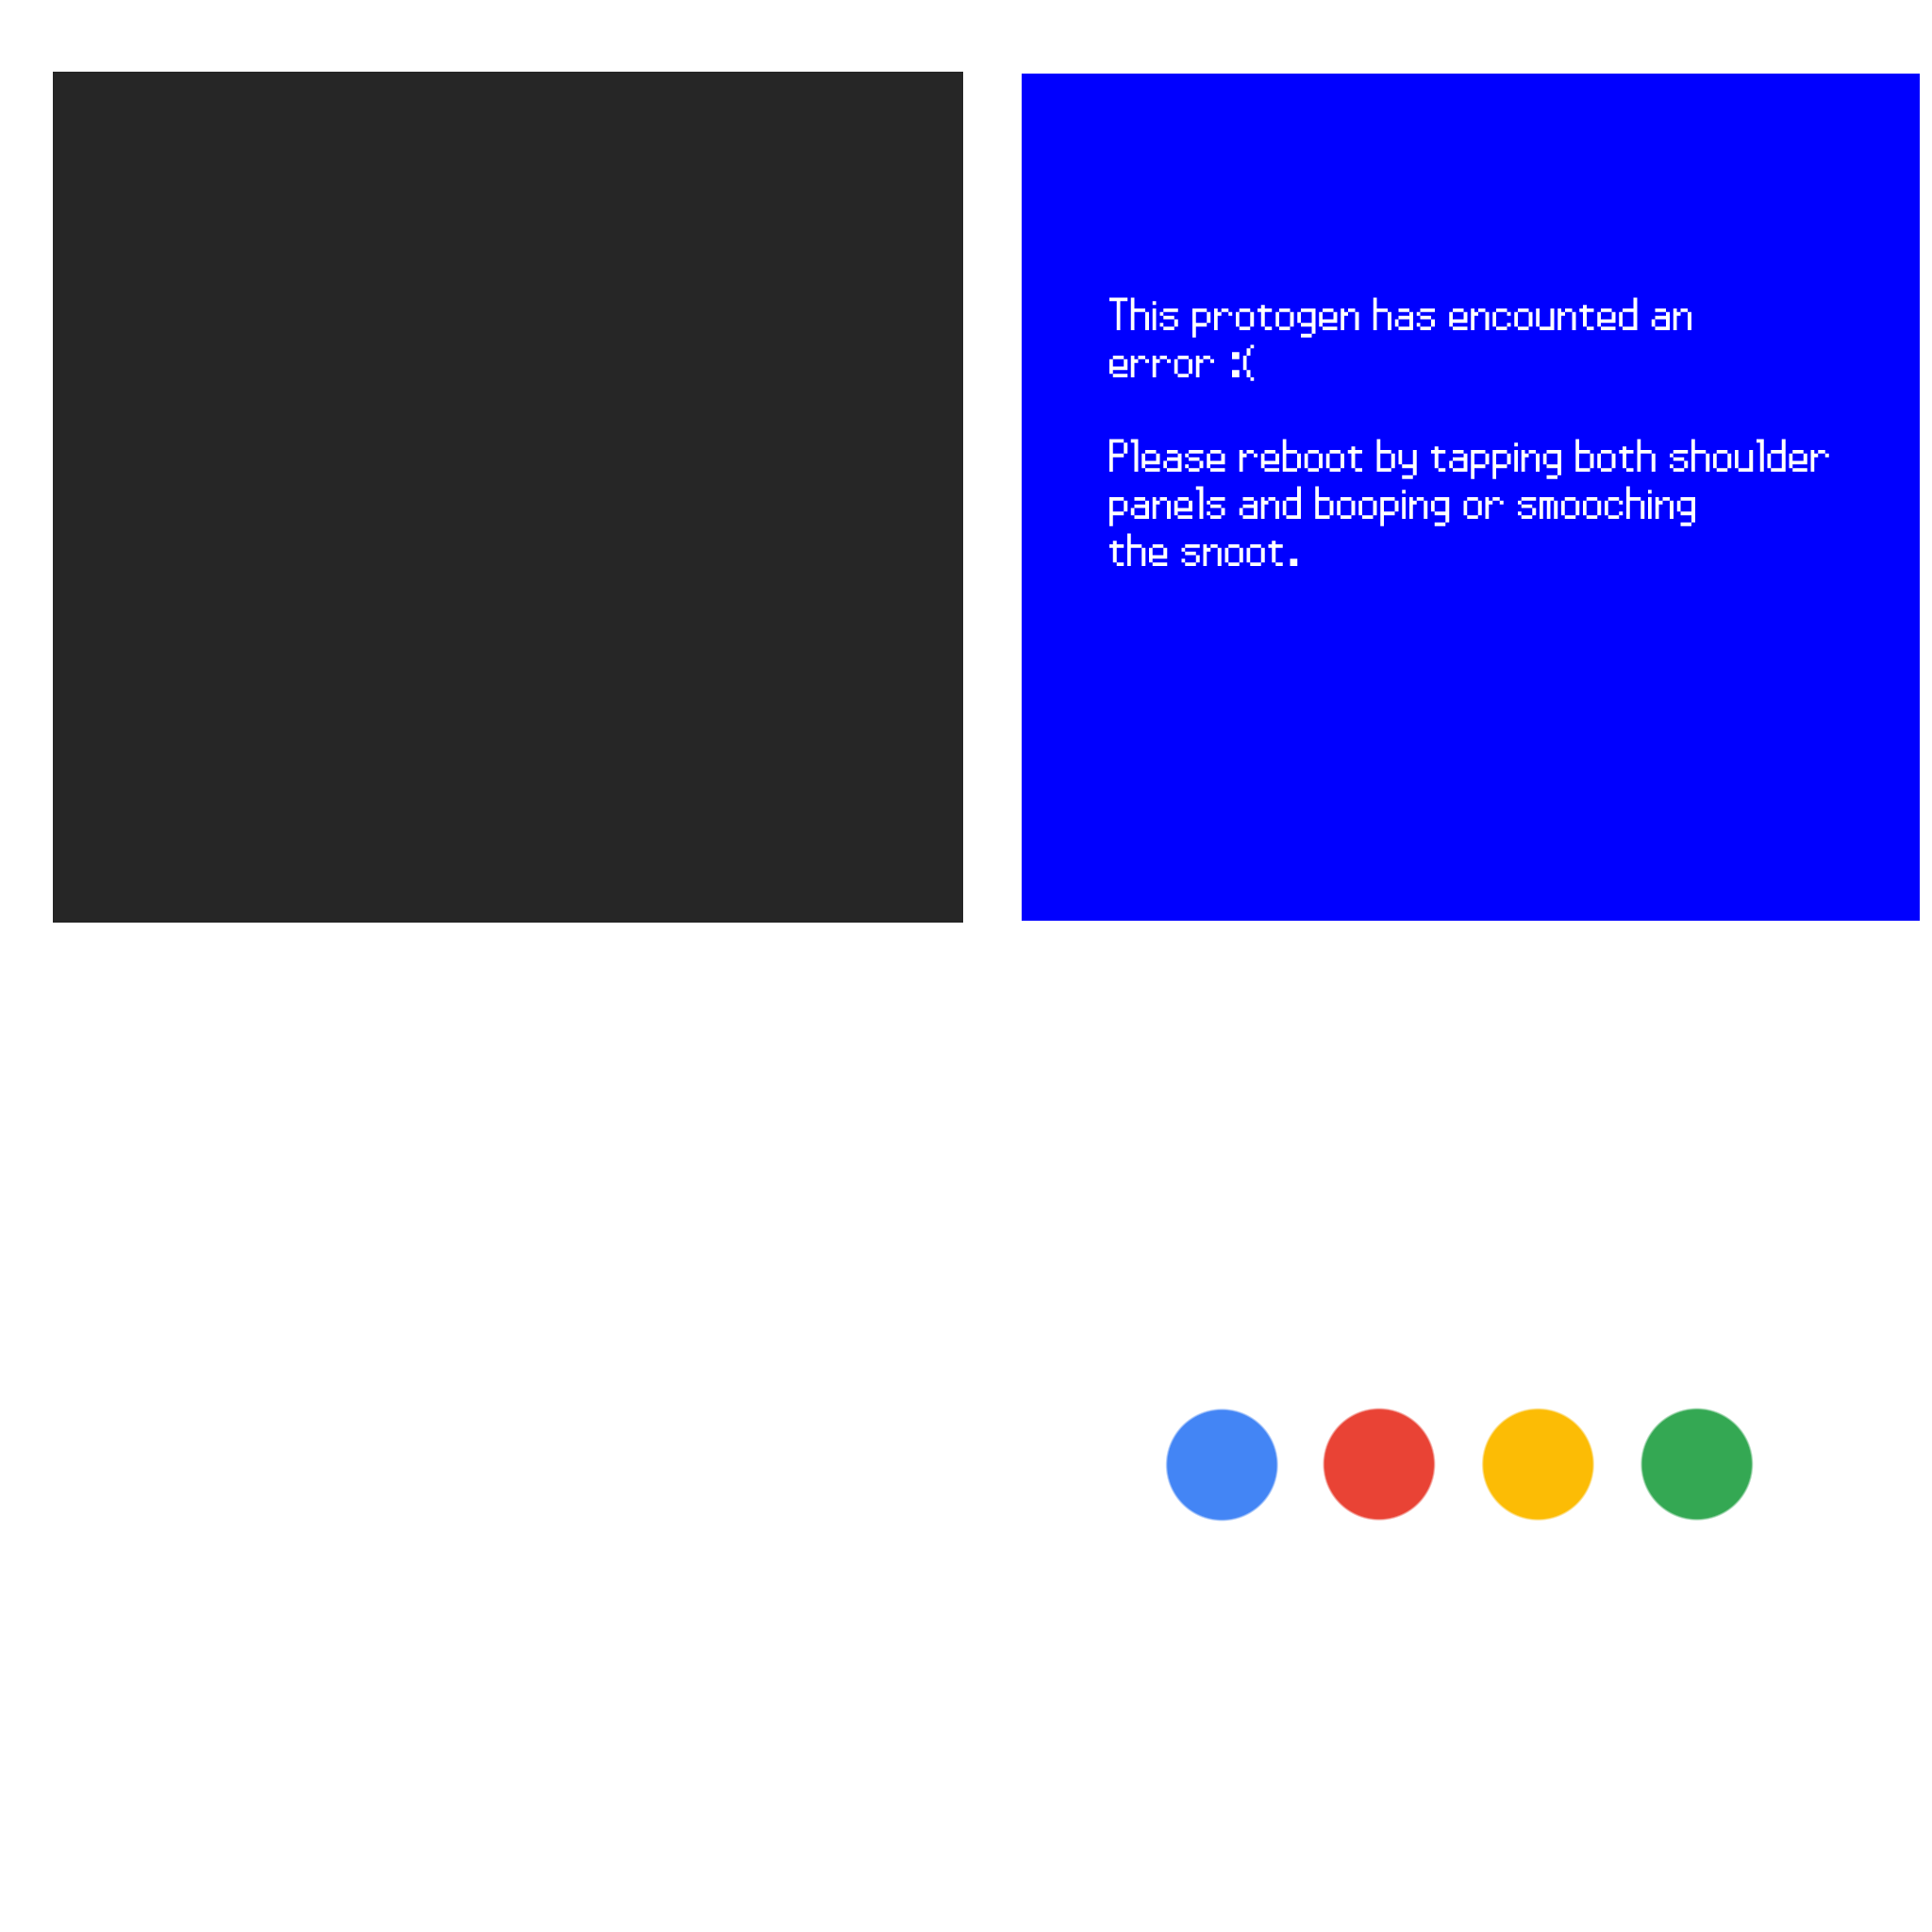 This protogen has encounted an
error :(
Please reboot by tapping both shoulder
panels and booping or smooching
the snoot.